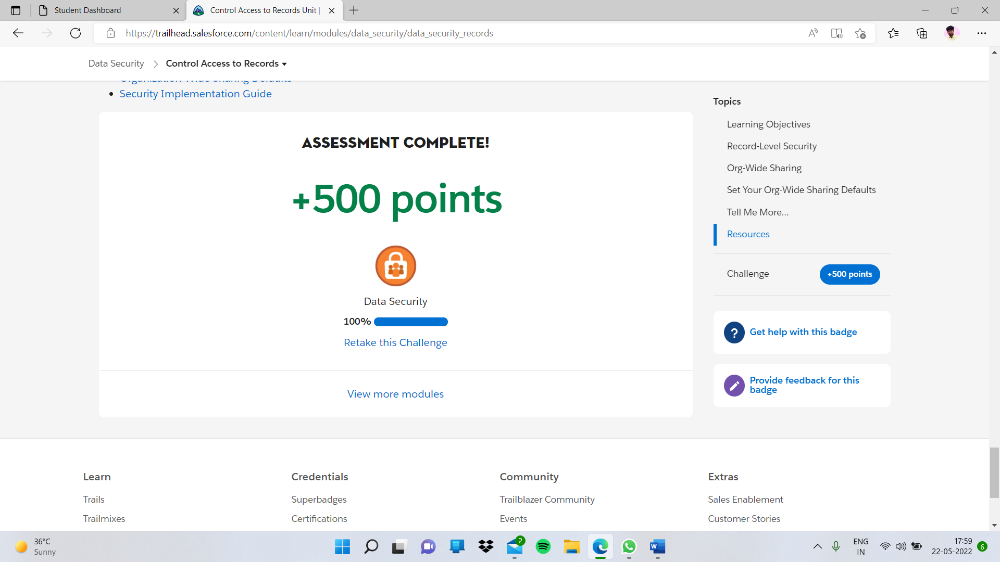 Student Dashboard
Control Access to Records Unit |
https://trailhead.salesforce.com/content/learn/modules/data_security/data_security_records
Data Security
Control Access to Records
Organization-Wide Sharing Defaults
Security Implementation Guide
ASSESSMENT COMPLETE!
+500 points
Data Security
100%
Retake this Challenge
View more modules
Topics
Learning Objectives
Record-Level Security
Org-Wide Sharing
Set Your Org-Wide Sharing Defaults
Tell Me More...
Resources
Challenge
+500 points
Get help with this badge
Provide feedback for this
badge
Learn
Trails
Trailmixes
Credentials
Superbadges
Certifications
Community
Trailblazer Community
Events
Extras
Sales Enablement
Customer Stories
36°C
Sunny
2
ENG
IN
17:59
22-05-2022
6